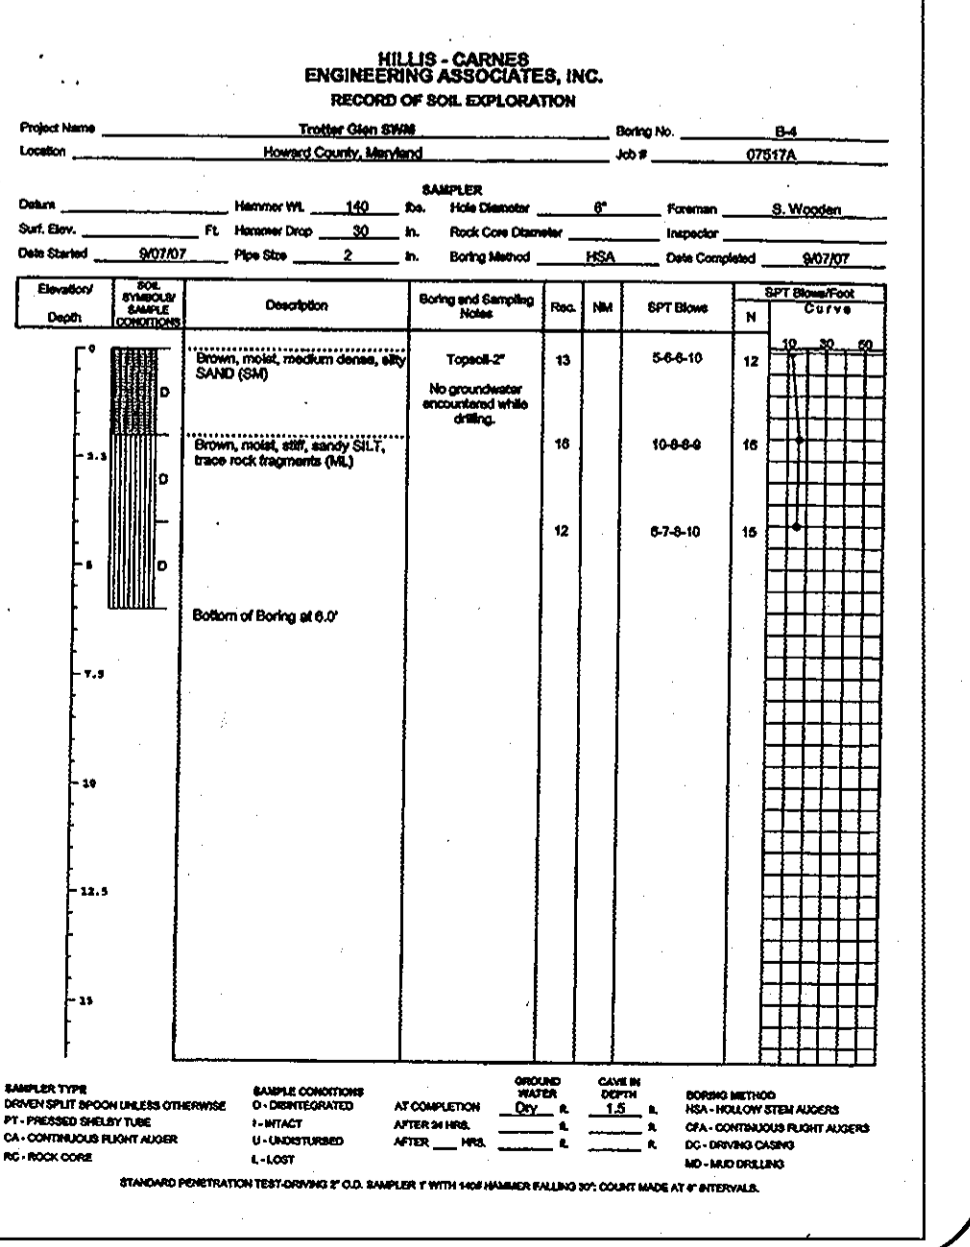 HILLIS - CARNES
ENGINEERING ASSOCIATES, INC.
RECORD OF SOIL EXPLORATION
Project Name Trotter Glen SWM Boring No. B-4
Location Howard County, Maryland Job # 07517A
SAMPLER
Datum Hammer Wt. 140 lbs. Hole Diameter 6" Foreman S. Wooden
Surf. Elev. Ft. Hammer Drop 30 in. Rock Core Diameter Inspector
Date Started 9/07/07 Pipe Size 2 in. Boring Method HSA Date Completed 9/07/07
Elevation/ Depth SOIL SYMBOLS/ SAMPLE CONDITIONS Description Boring and Sampling Notes Rec. NM SPT Blows N SPT Blows/Foot Curve
10 30 50
0 Brown, moist, medium dense, silty Topsoil-2" 13 5-6-6-10 12
SAND (SM)
D No groundwater
encountered while
drilling.
Brown, moist, stiff, sandy SILT, 16 10-8-8-9 16
2.5 trace rock fragments (ML)
D
12 6-7-8-10 15
5 D
Bottom of Boring at 6.0'
7.5
10
12.5
15
SAMPLER TYPE SAMPLE CONDITIONS GROUND WATER CAVE IN DEPTH BORING METHOD
DRIVEN SPLIT SPOON UNLESS OTHERWISE D - DISINTEGRATED AT COMPLETION Dry ft. 1.5 ft. HSA - HOLLOW STEM AUGERS
PT - PRESSED SHELBY TUBE I - INTACT AFTER 24 HRS. ft. ft. CFA - CONTINUOUS FLIGHT AUGERS
CA - CONTINUOUS FLIGHT AUGER U - UNDISTURBED AFTER HRS. ft. ft. DC - DRIVING CASING
RC - ROCK CORE L - LOST MD - MUD DRILLING
STANDARD PENETRATION TEST-DRIVING 2" O.D. SAMPLER 1' WITH 140# HAMMER FALLING 30"; COUNT MADE AT 6" INTERVALS.